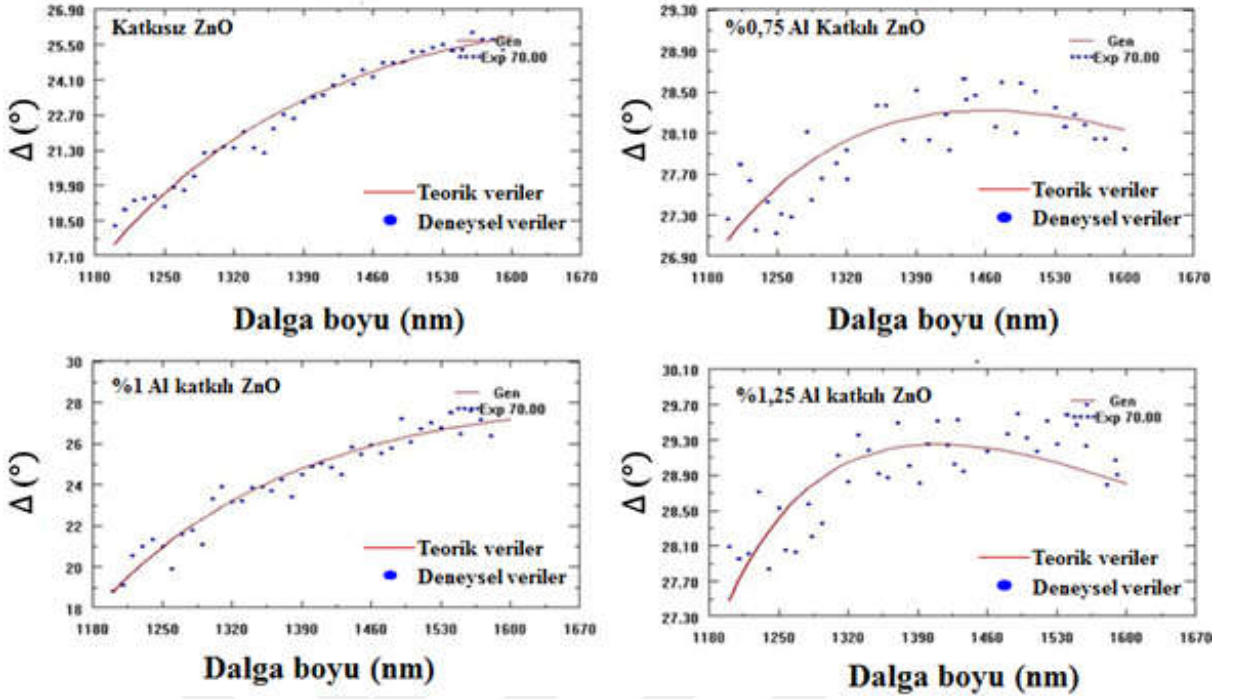 Katkısız ZnO
Gen
Exp 70.00
Teorik veriler
Deneysel veriler
Δ (°)
26.90
25.50
24.10
22.70
21.30
19.90
18.50
17.10
1180 1250 1320 1390 1460 1530 1600 1670
Dalga boyu (nm)
%0,75 Al Katkılı ZnO
Gen
Exp 70.00
Teorik veriler
Deneysel veriler
Δ (°)
29.30
28.90
28.50
28.10
27.70
27.30
26.90
1180 1250 1320 1390 1460 1530 1600 1670
Dalga boyu (nm)
%1 Al katkılı ZnO
Gen
Exp 70.00
Teorik veriler
Deneysel veriler
Δ (°)
30
28
26
24
22
20
18
1180 1250 1320 1390 1460 1530 1600 1670
Dalga boyu (nm)
%1,25 Al katkılı ZnO
Gen
Exp 70.00
Teorik veriler
Deneysel veriler
Δ (°)
30.10
29.70
29.30
28.90
28.50
28.10
27.70
27.30
1180 1250 1320 1390 1460 1530 1600 1670
Dalga boyu (nm)